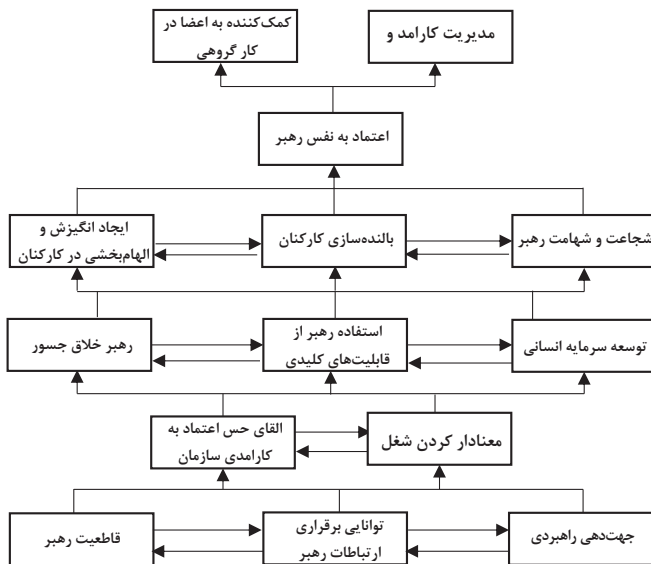 مدیریت کارامد و
کمک‌کننده به اعضا در
کار گروهی
اعتماد به نفس رهبر
شجاعت و شهامت رهبر
بالنده‌سازی کارکنان
ایجاد انگیزش و
الهام‌بخشی در کارکنان
توسعه سرمایه انسانی
استفاده رهبر از
قابلیت‌های کلیدی
رهبر خلاق جسور
معنادار کردن شغل
القای حس اعتماد به
کارامدی سازمان
جهت‌دهی راهبردی
توانایی برقراری
ارتباطات رهبر
قاطعیت رهبر